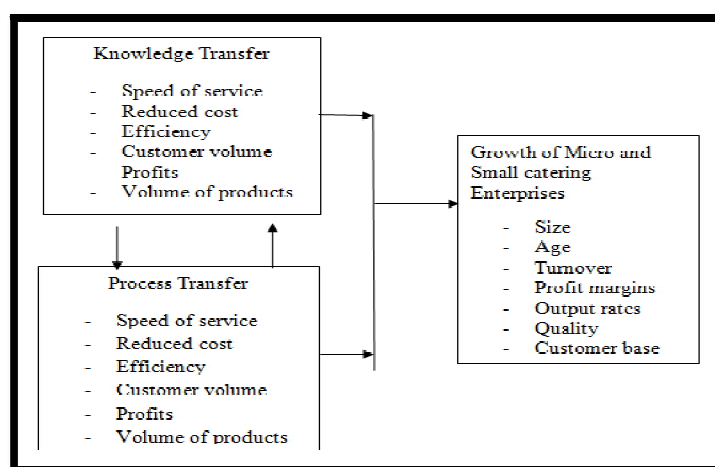 Knowledge Transfer
- Speed of service
- Reduced cost
- Efficiency
- Customer volume
Profits
- Volume of products
Process Transfer
- Speed of service
- Reduced cost
- Efficiency
- Customer volume
- Profits
- Volume of products
Growth of Micro and
Small catering
Enterprises
- Size
- Age
- Turnover
- Profit margins
- Output rates
- Quality
- Customer base